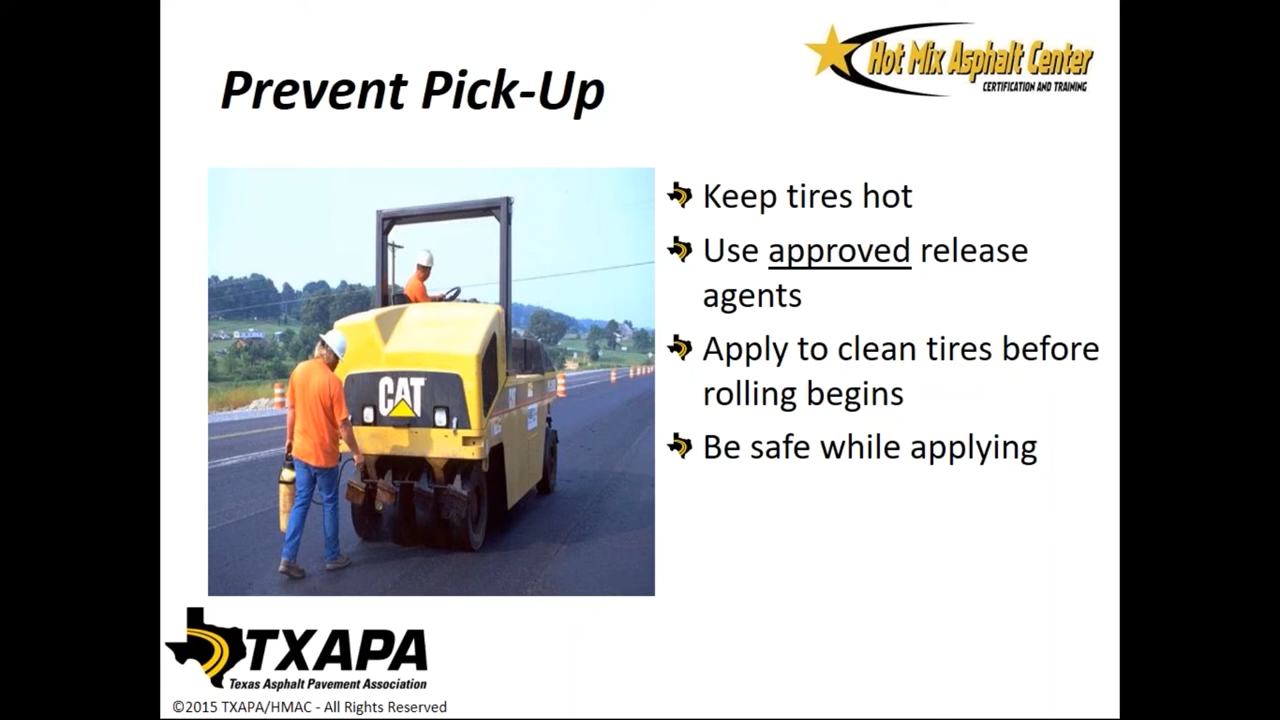 Hot Mix Asphalt Center
CERTIFICATION AND TRAINING
Prevent Pick-Up
Keep tires hot
Use approved release
agents
Apply to clean tires before
rolling begins
Be safe while applying
CAT
TXAPA
Texas Asphalt Pavement Association
©2015 TXAPA/HMAC - All Rights Reserved